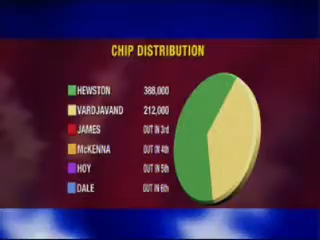 CHIP DISTRIBUTION
HEWSTON 388,000
VARDJAVAND 212,000
JAMES OUT IN 3rd
McKENNA OUT IN 4th
HOY OUT IN 5th
DALE OUT IN 6th